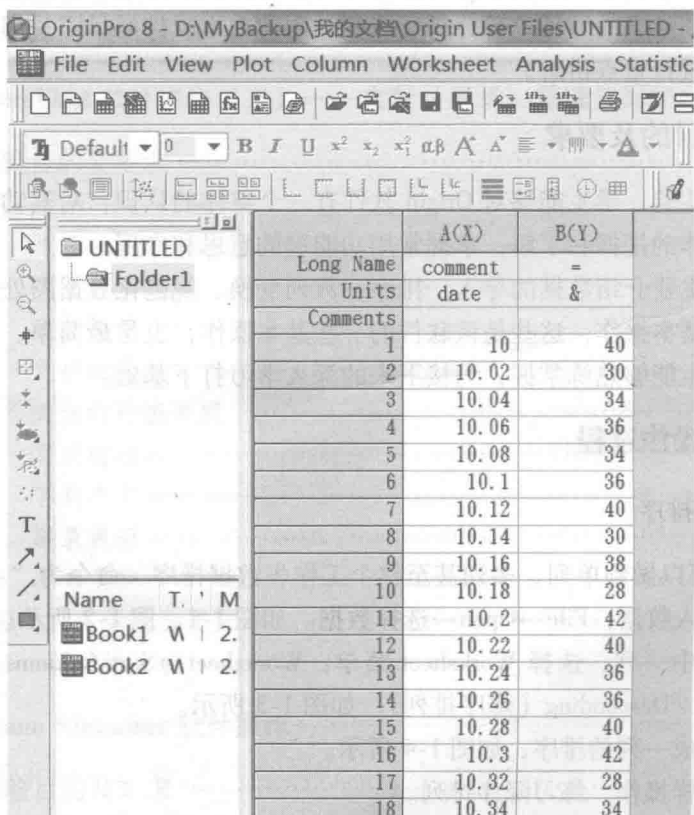 OriginPro 8 - D:\MyBackup\我的文档\Origin User Files\UNTITLED -
File Edit View Plot Column Worksheet Analysis Statistic
Default 0 B I U x² x₂ αβ A A A
UNTITLED
Folder1
Name T. M
Book1 2.
Book2 2.
A(X) B(Y)
Long Name comment =
Units date &
Comments
1 10 40
2 10.02 30
3 10.04 34
4 10.06 36
5 10.08 34
6 10.1 36
7 10.12 40
8 10.14 30
9 10.16 38
10 10.18 28
11 10.2 42
12 10.22 40
13 10.24 36
14 10.26 36
15 10.28 40
16 10.3 42
17 10.32 28
18 10.34 34